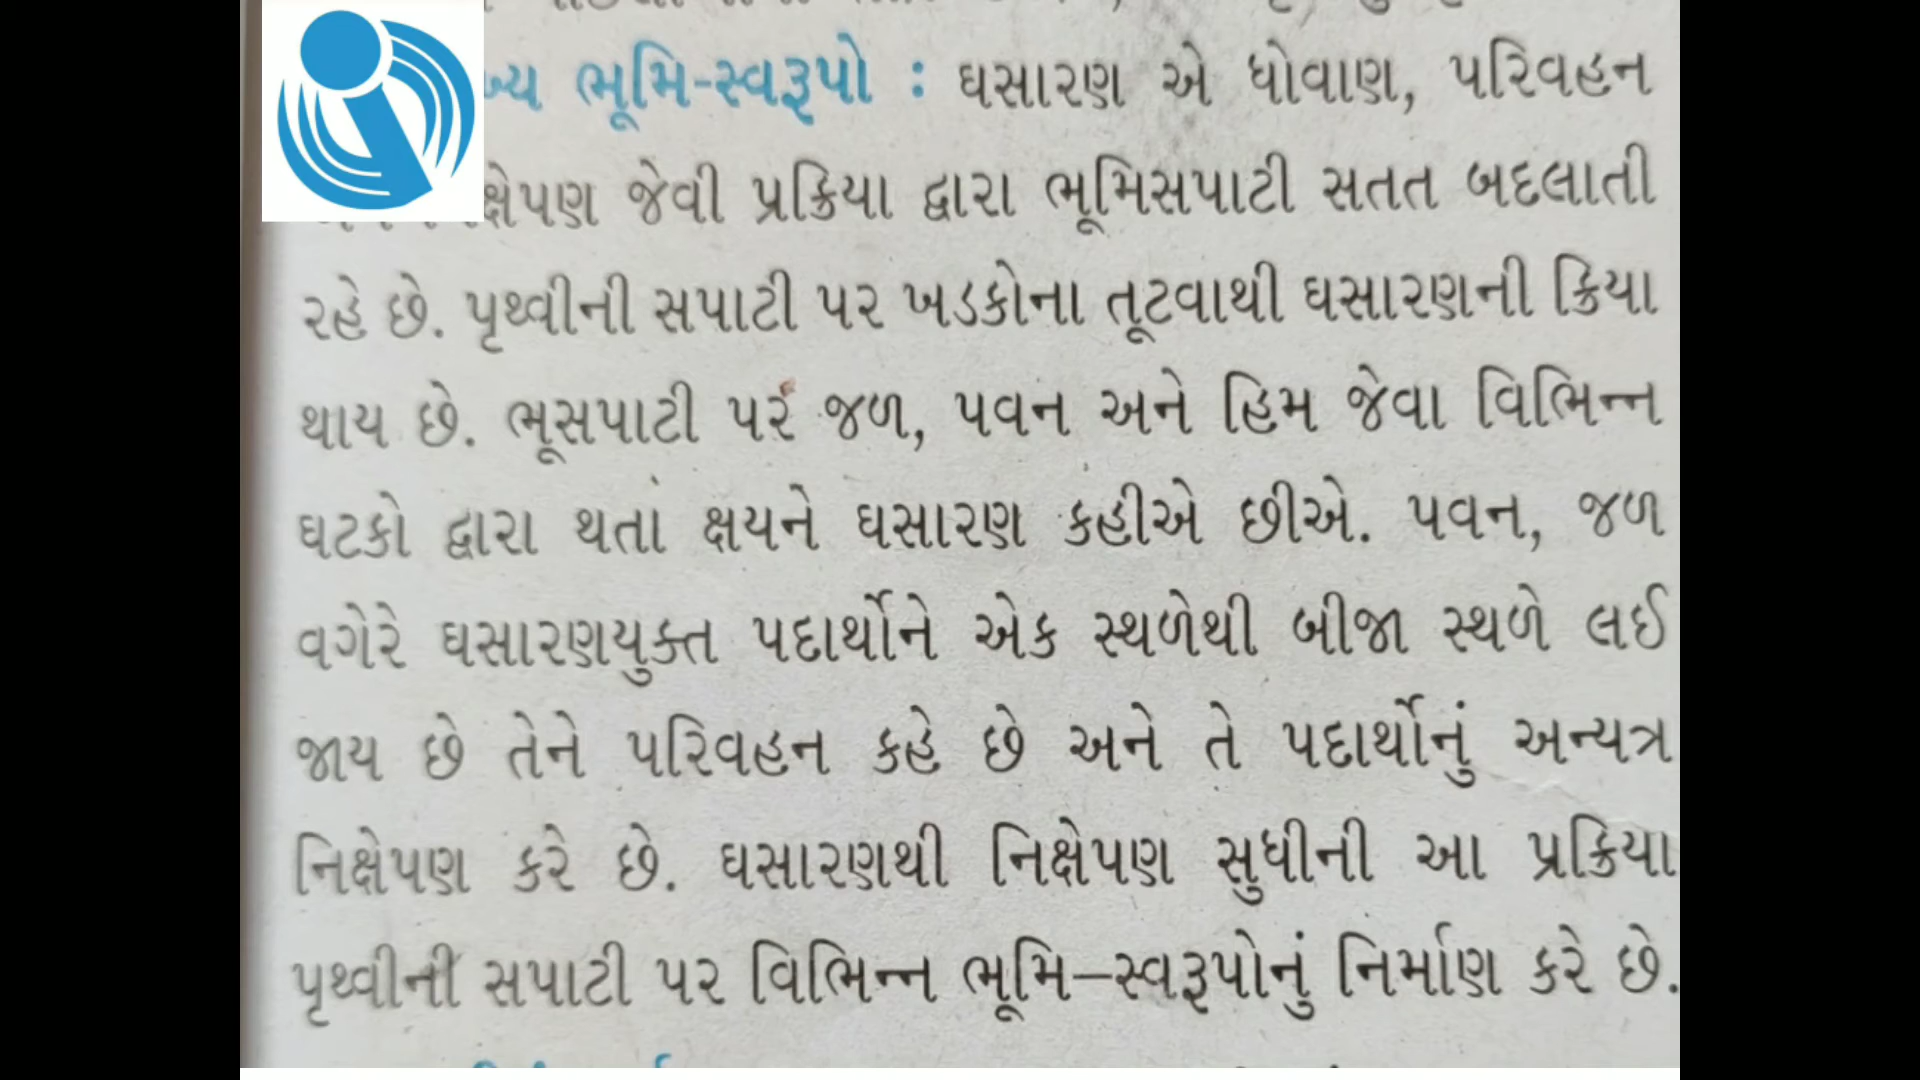 ભૂમિ-સ્વરૂપો : ઘસારણ એ ધોવાણ, પરિવહન
જેવી પ્રક્રિયા દ્વારા ભૂમિસપાટી સતત બદલાતી
રહે છે. પૃથ્વીની સપાટી પર ખડકોના તૂટવાથી ઘસારણની ક્રિયા
થાય છે. ભૂસપાટી પર જળ, પવન અને હિમ જેવા વિભિન્ન
ઘટકો દ્વારા થતાં ક્ષયને ઘસારણ કહીએ છીએ. પવન, જળ
વગેરે ઘસારણયુક્ત પદાર્થોને એક સ્થળેથી બીજા સ્થળે લઈ
જાય છે તેને પરિવહન કહે છે અને તે પદાર્થોનું અન્યત્ર
નિક્ષેપણ કરે છે. ઘસારણથી નિક્ષેપણ સુધીની આ પ્રક્રિયા
પૃથ્વીની સપાટી પર વિભિન્ન ભૂમિ–સ્વરૂપોનું નિર્માણ કરે છે.